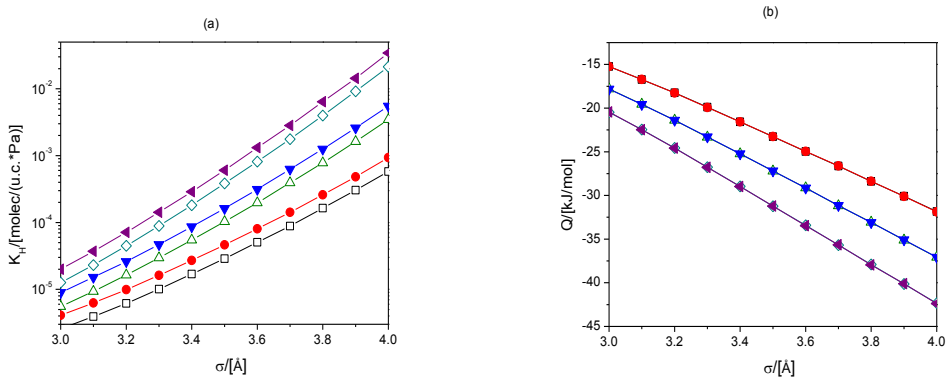 (a)
(b)
K_H/[molec/(u.c.*Pa)]
10^-2
10^-3
10^-4
10^-5
3.0 3.2 3.4 3.6 3.8 4.0
σ/[Å]
Q/[kJ/mol]
-15
-20
-25
-30
-35
-40
-45
3.0 3.2 3.4 3.6 3.8 4.0
σ/[Å]